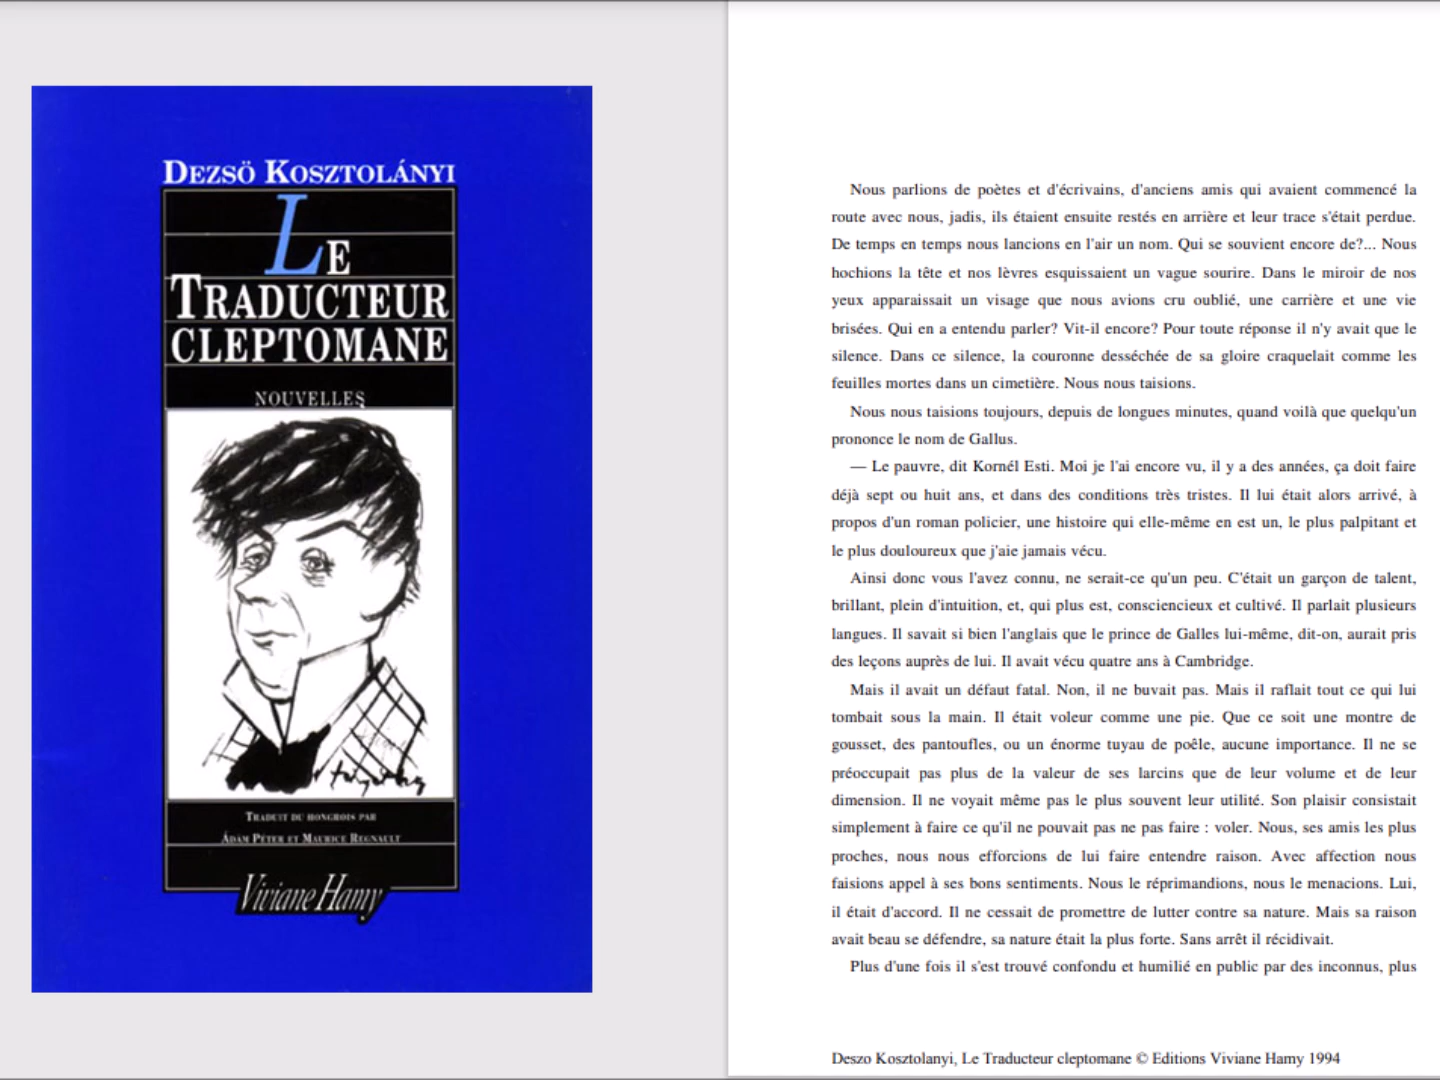 DEZSÖ KOSZTOLÁNYI
LE
TRADUCTEUR
CLEPTOMANE
NOUVELLES
TRADUIT DU HONGROIS PAR
ÁDÁM PÉTER ET MAURICE REGNAULT
Viviane Hamy
Nous parlions de poètes et d'écrivains, d'anciens amis qui avaient commencé la
route avec nous, jadis, ils étaient ensuite restés en arrière et leur trace s'était perdue.
De temps en temps nous lancions en l'air un nom. Qui se souvient encore de?... Nous
hochions la tête et nos lèvres esquissaient un vague sourire. Dans le miroir de nos
yeux apparaissait un visage que nous avions cru oublié, une carrière et une vie
brisées. Qui en a entendu parler? Vit-il encore? Pour toute réponse il n'y avait que le
silence. Dans ce silence, la couronne desséchée de sa gloire craquelait comme les
feuilles mortes dans un cimetière. Nous nous taisions.
Nous nous taisions toujours, depuis de longues minutes, quand voilà que quelqu'un
prononce le nom de Gallus.
— Le pauvre, dit Kornél Esti. Moi je l'ai encore vu, il y a des années, ça doit faire
déjà sept ou huit ans, et dans des conditions très tristes. Il lui était alors arrivé, à
propos d'un roman policier, une histoire qui elle-même en est un, le plus palpitant et
le plus douloureux que j'aie jamais vécu.
Ainsi donc vous l'avez connu, ne serait-ce qu'un peu. C'était un garçon de talent,
brillant, plein d'intuition, et, qui plus est, consciencieux et cultivé. Il parlait plusieurs
langues. Il savait si bien l'anglais que le prince de Galles lui-même, dit-on, aurait pris
des leçons auprès de lui. Il avait vécu quatre ans à Cambridge.
Mais il avait un défaut fatal. Non, il ne buvait pas. Mais il raflait tout ce qui lui
tombait sous la main. Il était voleur comme une pie. Que ce soit une montre de
gousset, des pantoufles, ou un énorme tuyau de poêle, aucune importance. Il ne se
préoccupait pas plus de la valeur de ses larcins que de leur volume et de leur
dimension. Il ne voyait même pas le plus souvent leur utilité. Son plaisir consistait
simplement à faire ce qu'il ne pouvait pas ne pas faire : voler. Nous, ses amis les plus
proches, nous nous efforcions de lui faire entendre raison. Avec affection nous
faisions appel à ses bons sentiments. Nous le réprimandions, nous le menacions. Lui,
il était d'accord. Il ne cessait de promettre de lutter contre sa nature. Mais sa raison
avait beau se défendre, sa nature était la plus forte. Sans arrêt il récidivait.
Plus d'une fois il s'est trouvé confondu et humilié en public par des inconnus, plus
Deszo Kosztolanyi, Le Traducteur cleptomane © Editions Viviane Hamy 1994